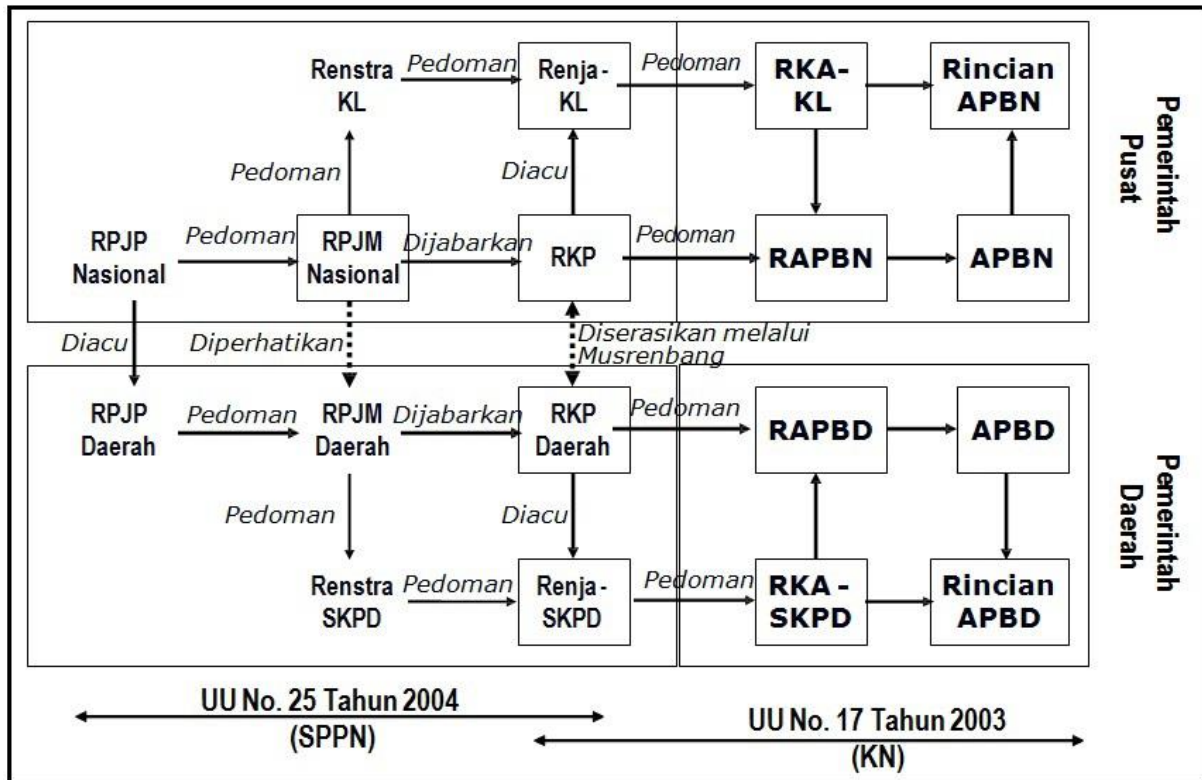 Renstra
KL
Pedoman
Renja-
KL
Pedoman
RKA-
KL
Rincian
APBN
Pemerintah
Pusat
Pedoman
Diacu
RPJP
Nasional
Pedoman
RPJM
Nasional
Dijabarkan
RKP
Pedoman
RAPBN
APBN
Diacu
Diperhatikan
Diserasikan melalui
Musrenbang
RPJP
Daerah
Pedoman
RPJM
Daerah
Dijabarkan
RKP
Daerah
Pedoman
RAPBD
APBD
Pemerintah
Daerah
Pedoman
Diacu
Renstra
SKPD
Pedoman
Renja-
SKPD
Pedoman
RKA -
SKPD
Rincian
APBD
UU No. 25 Tahun 2004
(SPPN)
UU No. 17 Tahun 2003
(KN)